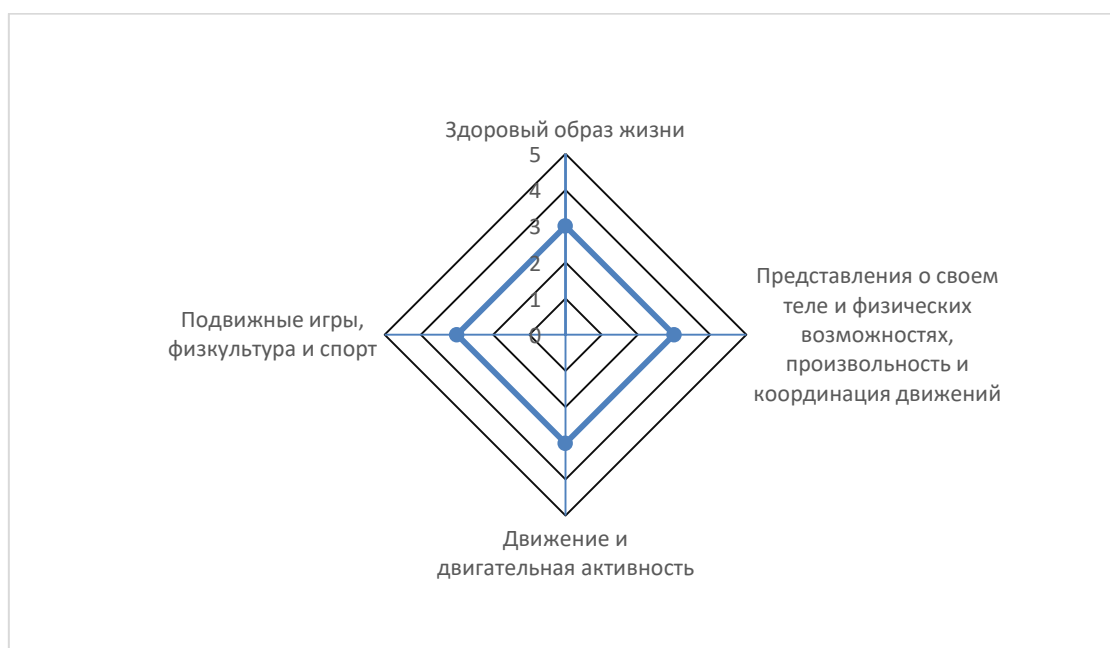 Здоровый образ жизни
5
4
3
2
1
0
Представления о своем
теле и физических
возможностях,
произвольность и
координация движений
Подвижные игры,
физкультура и спорт
Движение и
двигательная активность